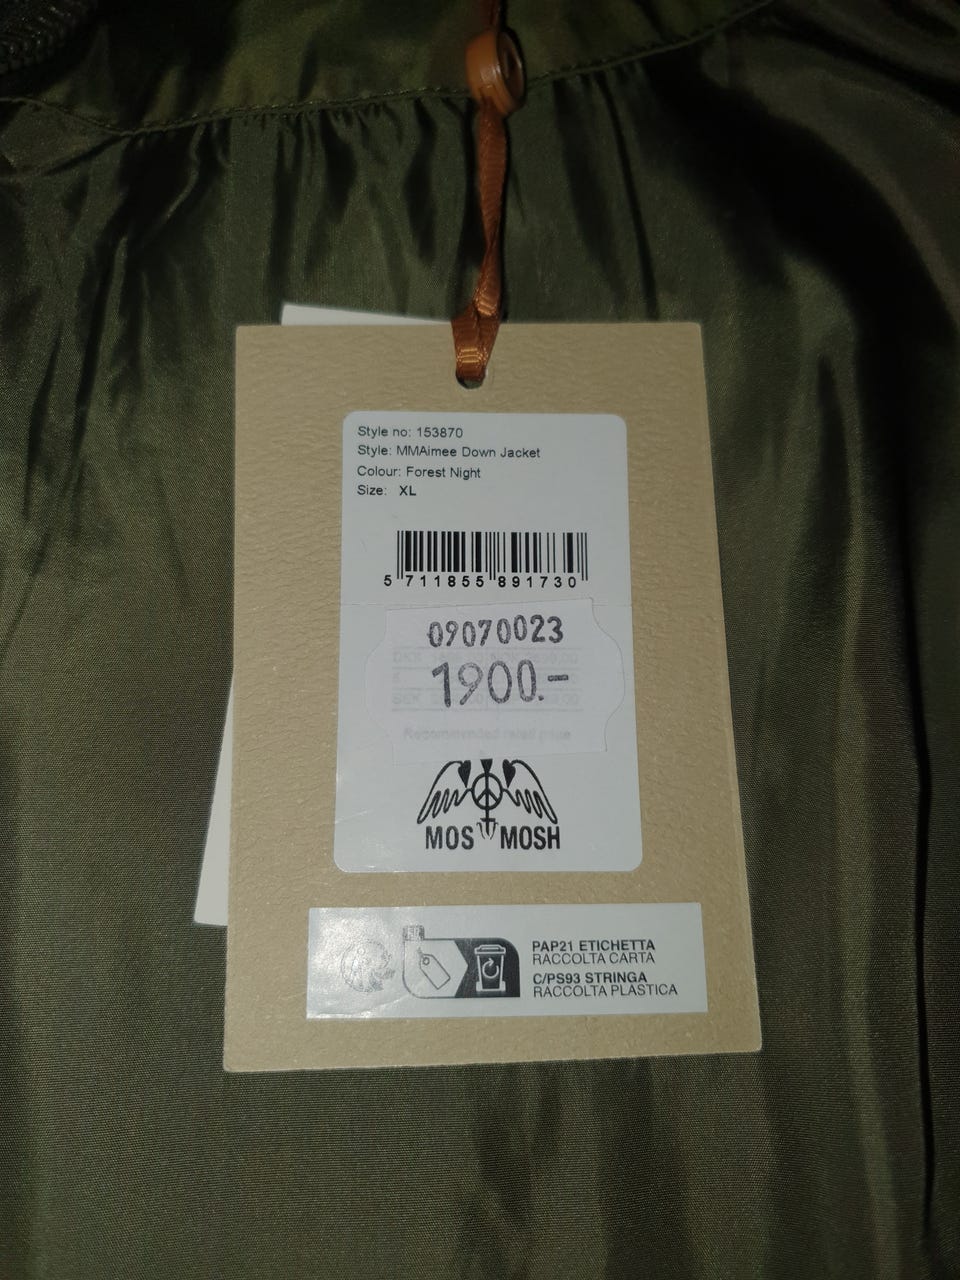 Style no: 153870
Style: MMAimee Down Jacket
Colour: Forest Night
Size: XL
5 711855 891730
09070023
1900.-
Recommended retail price
MOS MOSH
PAP21 ETICHETTA
RACCOLTA CARTA
C/PS93 STRINGA
RACCOLTA PLASTICA